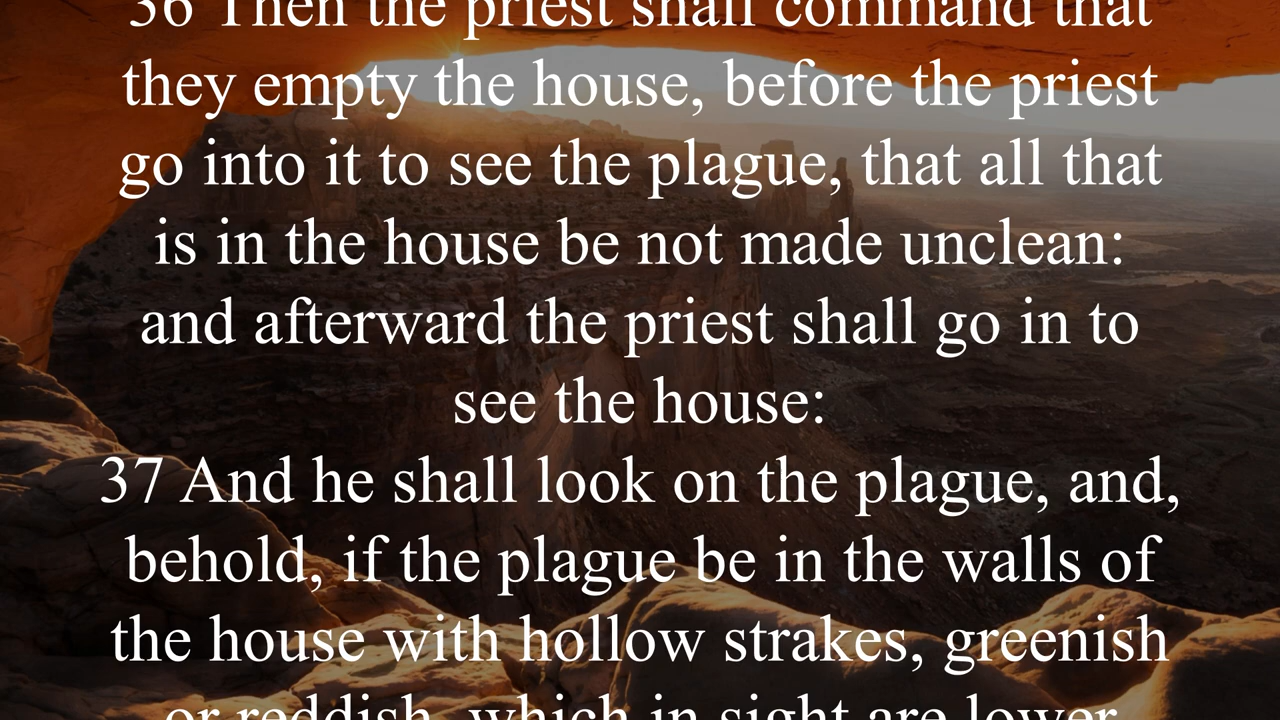 36 Then the priest shall command that
they empty the house, before the priest
go into it to see the plague, that all that
is in the house be not made unclean:
and afterward the priest shall go in to
see the house:
37 And he shall look on the plague, and,
behold, if the plague be in the walls of
the house with hollow strakes, greenish
or reddish, which in sight are lower